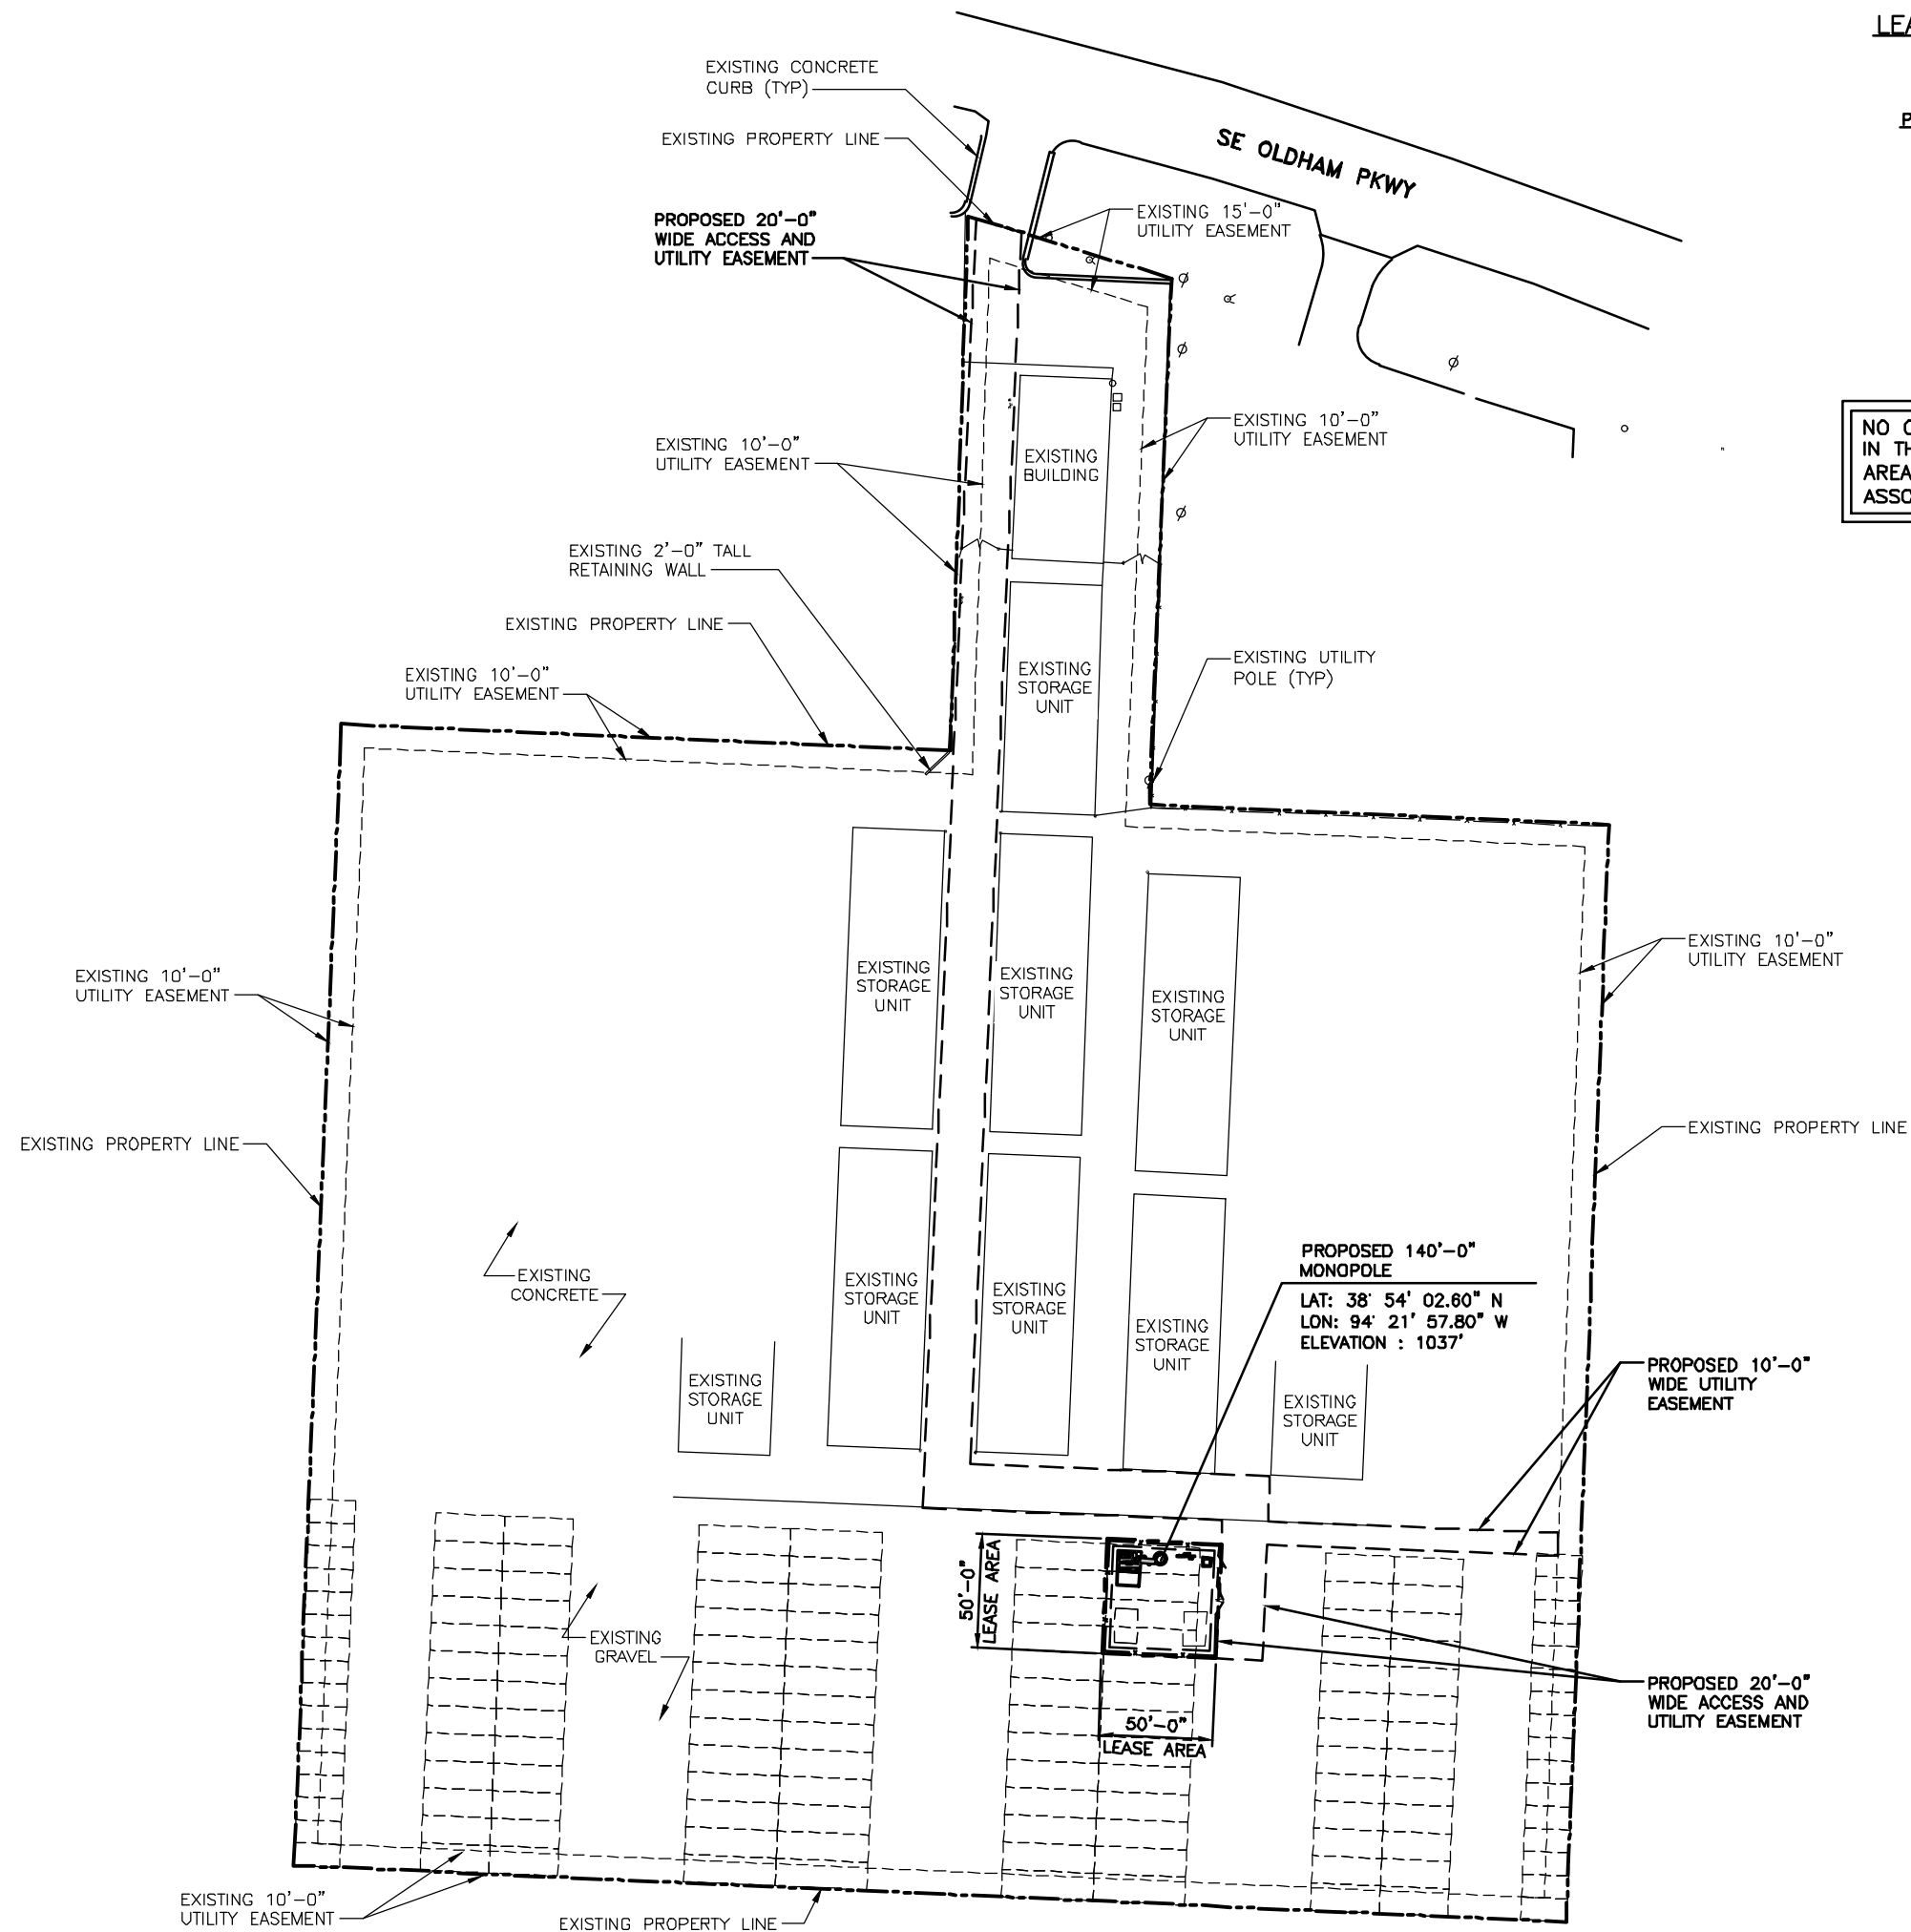 LEA
P
EXISTING CONCRETE
CURB (TYP)
EXISTING PROPERTY LINE
SE OLDHAM PKWY
PROPOSED 20'-0"
WIDE ACCESS AND
UTILITY EASEMENT
EXISTING 15'-0"
UTILITY EASEMENT
NO C
IN TH
AREA
ASSO
EXISTING 10'-0"
UTILITY EASEMENT
EXISTING 10'-0"
UTILITY EASEMENT
EXISTING
BUILDING
EXISTING 2'-0" TALL
RETAINING WALL
EXISTING PROPERTY LINE
EXISTING 10'-0"
UTILITY EASEMENT
EXISTING
STORAGE
UNIT
EXISTING UTILITY
POLE (TYP)
EXISTING 10'-0"
UTILITY EASEMENT
EXISTING
STORAGE
UNIT
EXISTING
STORAGE
UNIT
EXISTING
STORAGE
UNIT
EXISTING 10'-0"
UTILITY EASEMENT
EXISTING PROPERTY LINE
EXISTING PROPERTY LINE
EXISTING
CONCRETE
EXISTING
STORAGE
UNIT
EXISTING
STORAGE
UNIT
EXISTING
STORAGE
UNIT
PROPOSED 140'-0"
MONOPOLE
LAT: 38° 54' 02.60" N
LON: 94° 21' 57.80" W
ELEVATION : 1037'
EXISTING
STORAGE
UNIT
EXISTING
STORAGE
UNIT
PROPOSED 10'-0"
WIDE UTILITY
EASEMENT
50'-0"
LEASE AREA
EXISTING
GRAVEL
50'-0"
LEASE AREA
PROPOSED 20'-0"
WIDE ACCESS AND
UTILITY EASEMENT
EXISTING 10'-0"
UTILITY EASEMENT
EXISTING PROPERTY LINE